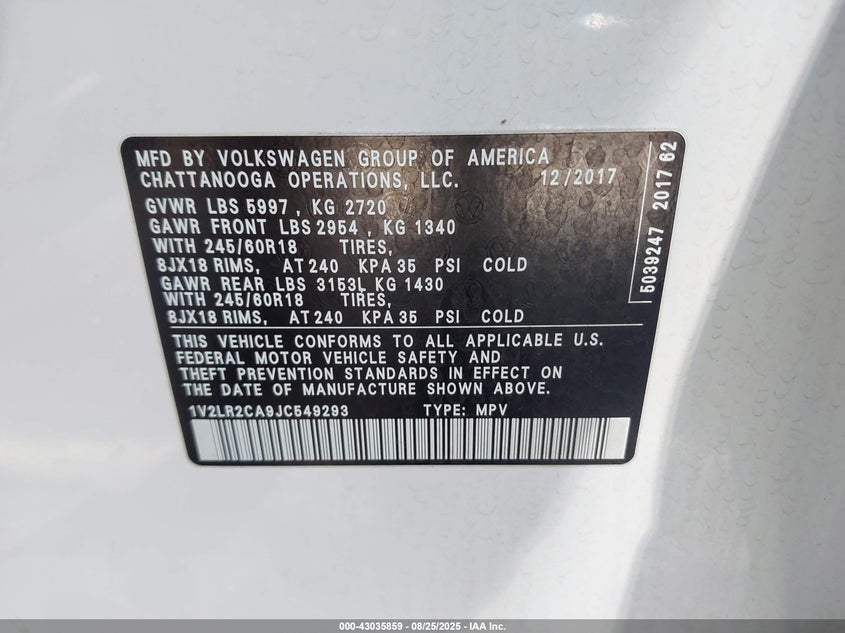 MFD BY VOLKSWAGEN GROUP OF AMERICA
CHATTANOOGA OPERATIONS, LLC. 12/2017
GVWR LBS 5997 , KG 2720
GAWR FRONT LBS 2954 , KG 1340
WITH 245/60R18 TIRES,
8JX18 RIMS, AT 240 KPA 35 PSI COLD
GAWR REAR LBS 3153L KG 1430
WITH 245/60R18 TIRES,
8JX18 RIMS, AT 240 KPA 35 PSI COLD
THIS VEHICLE CONFORMS TO ALL APPLICABLE U.S.
FEDERAL MOTOR VEHICLE SAFETY AND
THEFT PREVENTION STANDARDS IN EFFECT ON
THE DATE OF MANUFACTURE SHOWN ABOVE.
1V2LR2CA9JC549293 TYPE: MPV
5039247 2017 62
000-43035859 - 08/25/2025 - IAA Inc.